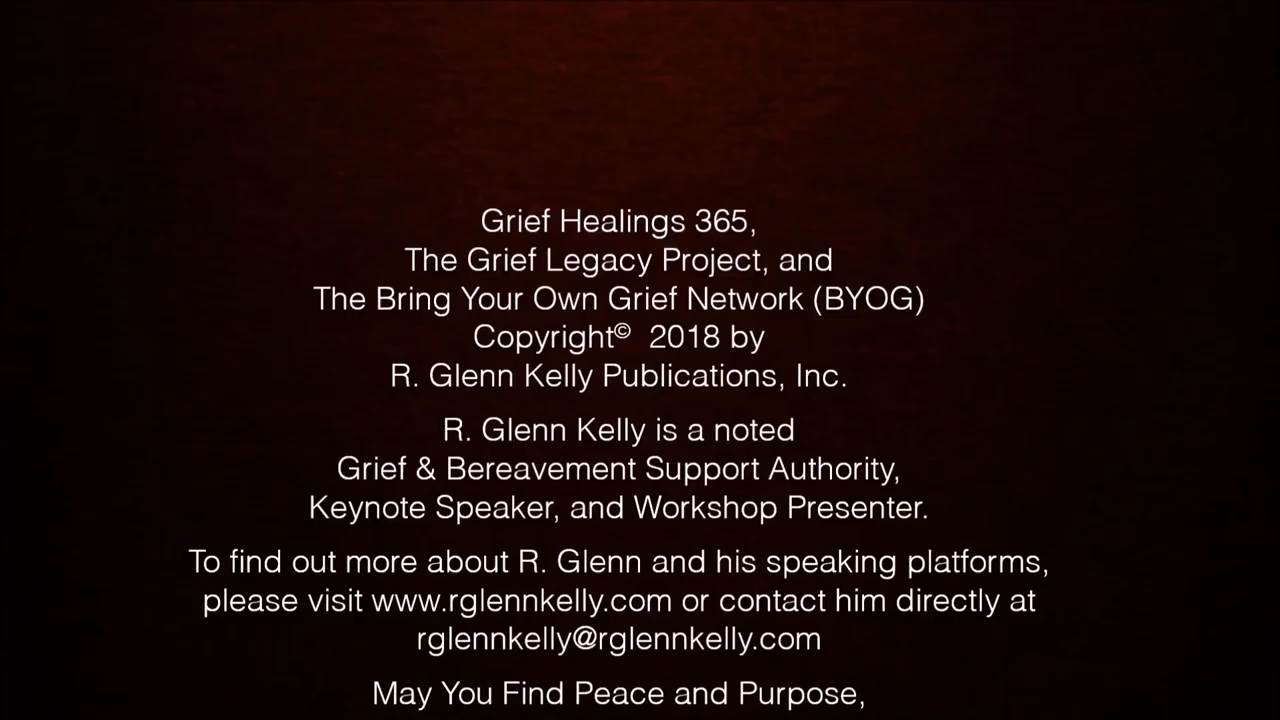 Grief Healings 365,
The Grief Legacy Project, and
The Bring Your Own Grief Network (BYOG)
Copyright© 2018 by
R. Glenn Kelly Publications, Inc.
R. Glenn Kelly is a noted
Grief & Bereavement Support Authority,
Keynote Speaker, and Workshop Presenter.
To find out more about R. Glenn and his speaking platforms,
please visit www.rglennkelly.com or contact him directly at
rglennkelly@rglennkelly.com
May You Find Peace and Purpose,